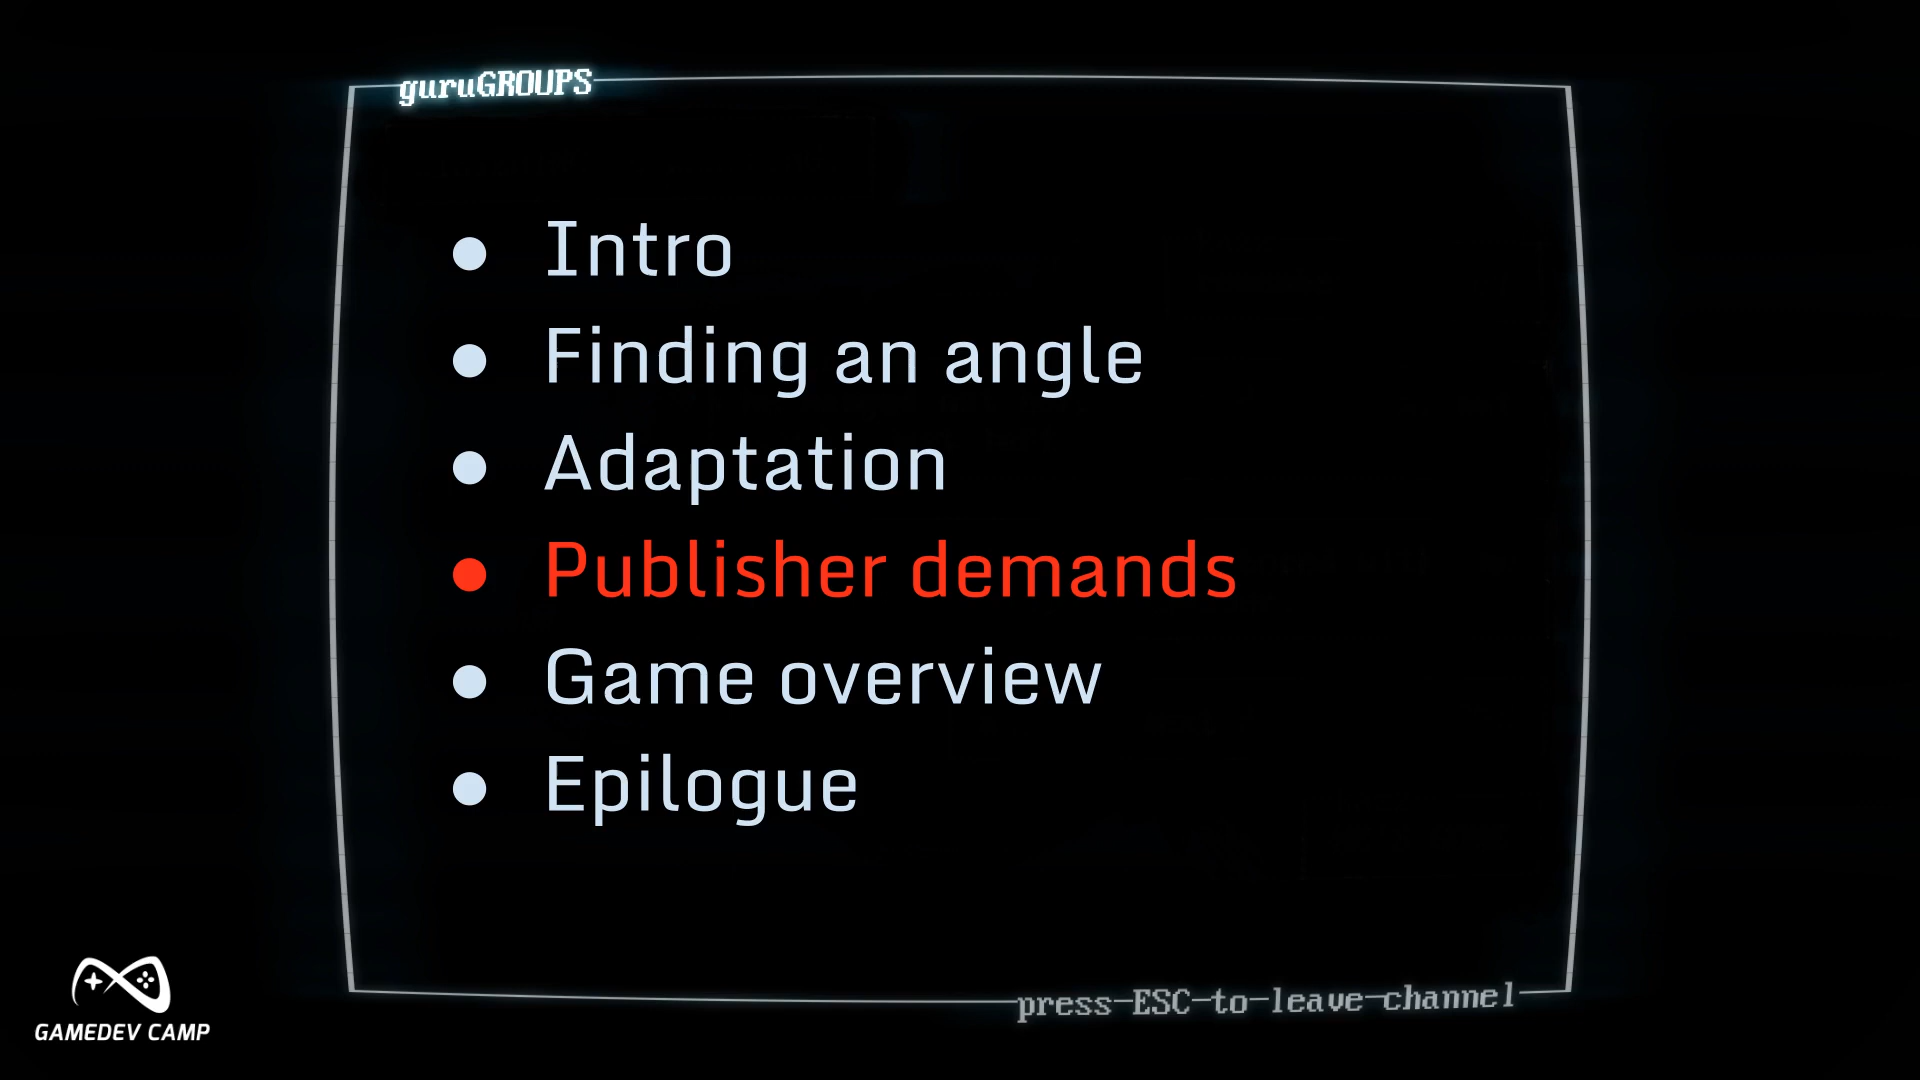 guruGROUPS
● Intro
● Finding an angle
● Adaptation
● Publisher demands
● Game overview
● Epilogue
press-ESC-to-leave-channel
GAMEDEV CAMP